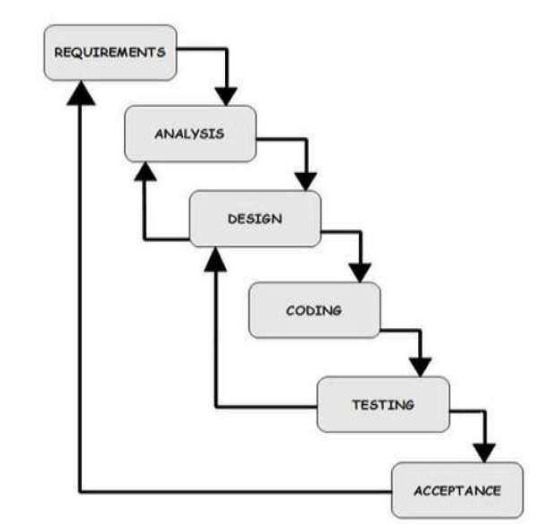 REQUIREMENTS
ANALYSIS
DESIGN
CODING
TESTING
ACCEPTANCE